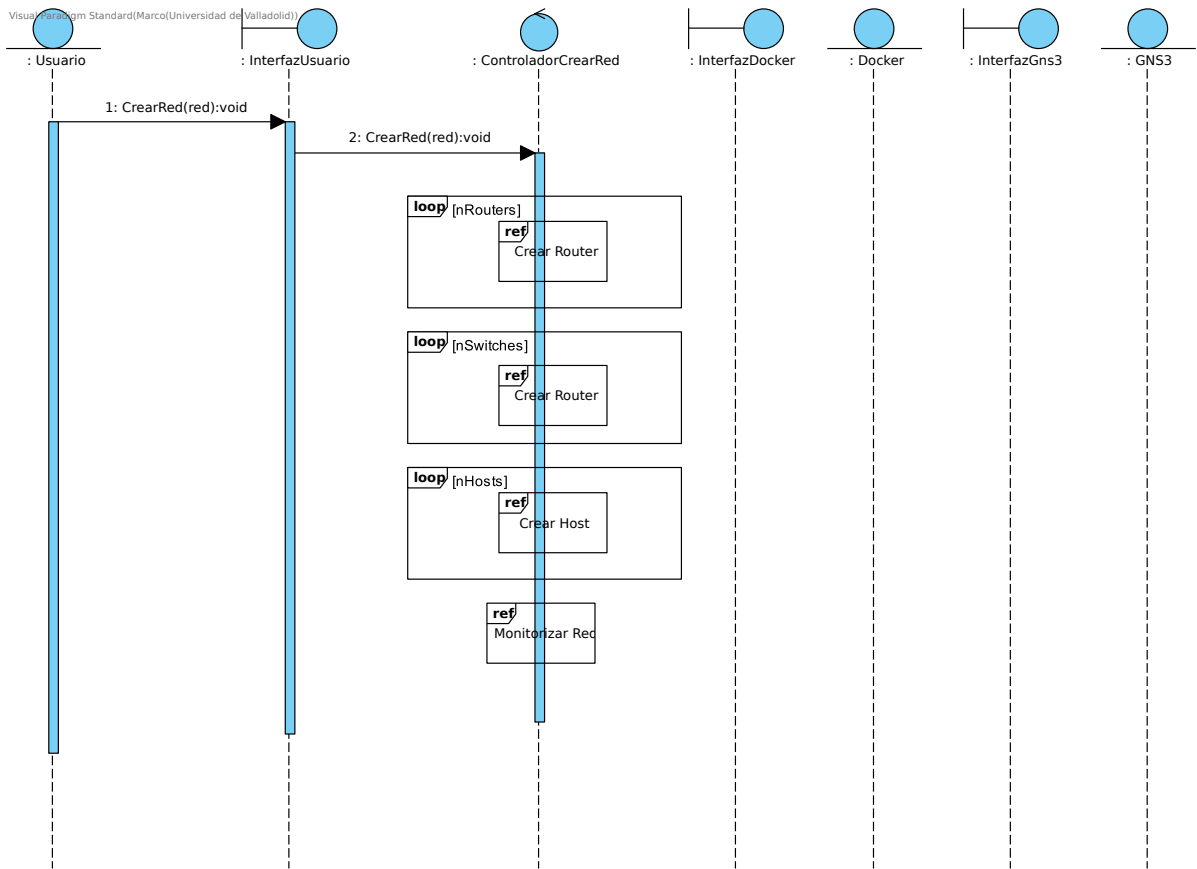 Visual Paradigm Standard(Marco(Universidad de Valladolid))
: Usuario
: InterfazUsuario
: ControladorCrearRed
: InterfazDocker
: Docker
: InterfazGns3
: GNS3
1: CrearRed(red):void
2: CrearRed(red):void
loop [nRouters]
ref
Crear Router
loop [nSwitches]
ref
Crear Router
loop [nHosts]
ref
Crear Host
ref
Monitorizar Red